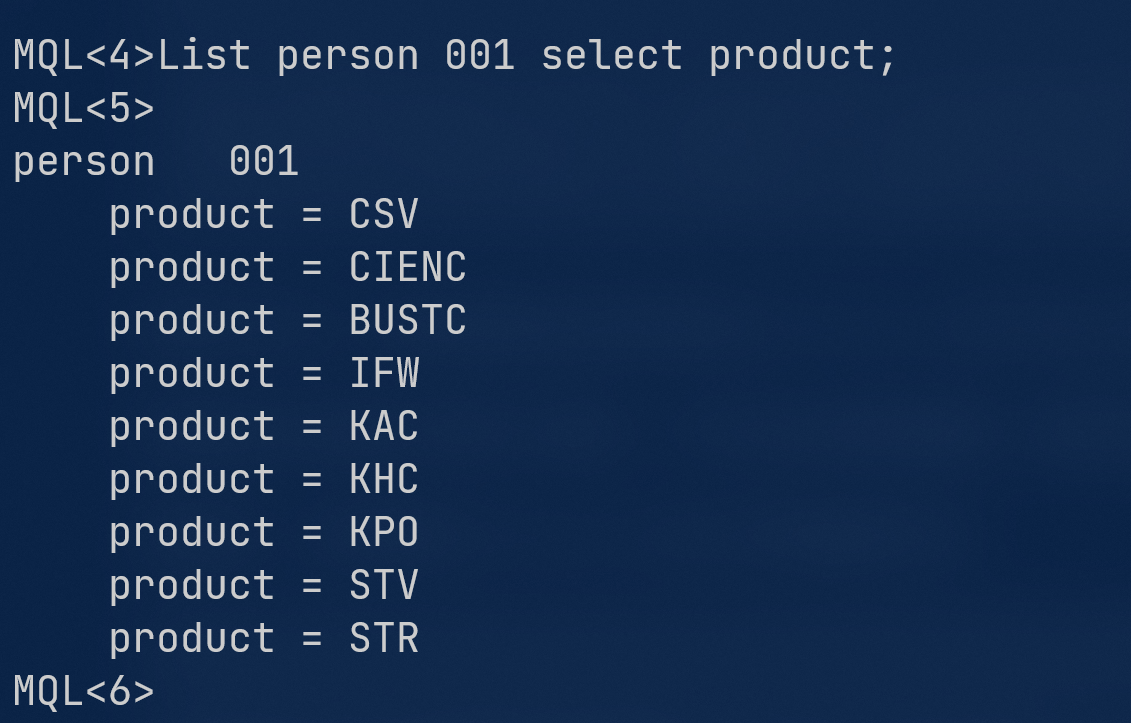 MQL<4>List person 001 select product;
MQL<5>
person   001
    product = CSV
    product = CIENC
    product = BUSTC
    product = IFW
    product = KAC
    product = KHC
    product = KPO
    product = STV
    product = STR
MQL<6>